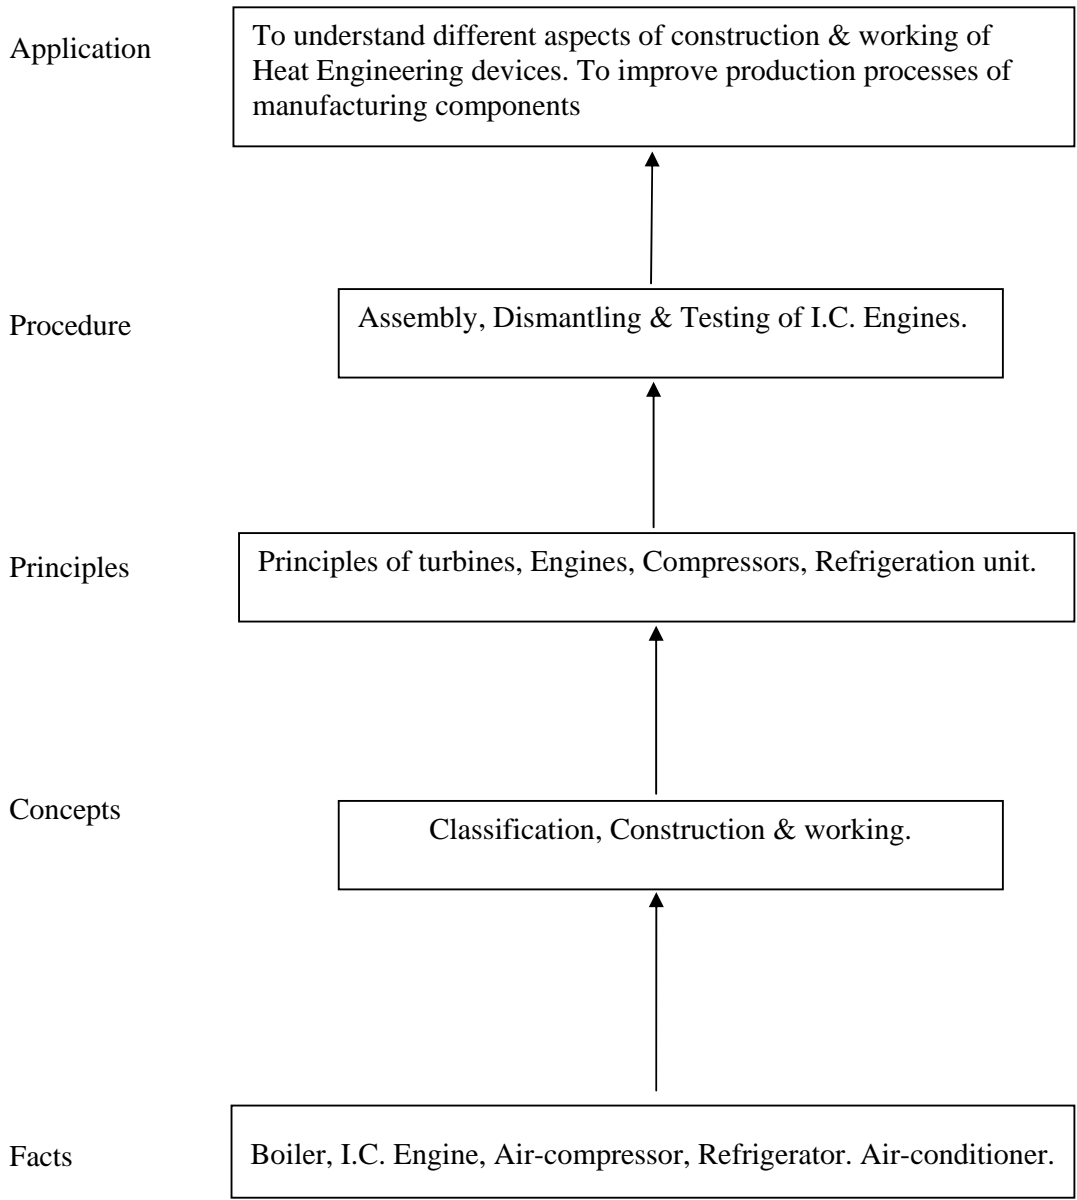 Application
To understand different aspects of construction & working of
Heat Engineering devices. To improve production processes of
manufacturing components
Procedure
Assembly, Dismantling & Testing of I.C. Engines.
Principles
Principles of turbines, Engines, Compressors, Refrigeration unit.
Concepts
Classification, Construction & working.
Facts
Boiler, I.C. Engine, Air-compressor, Refrigerator. Air-conditioner.